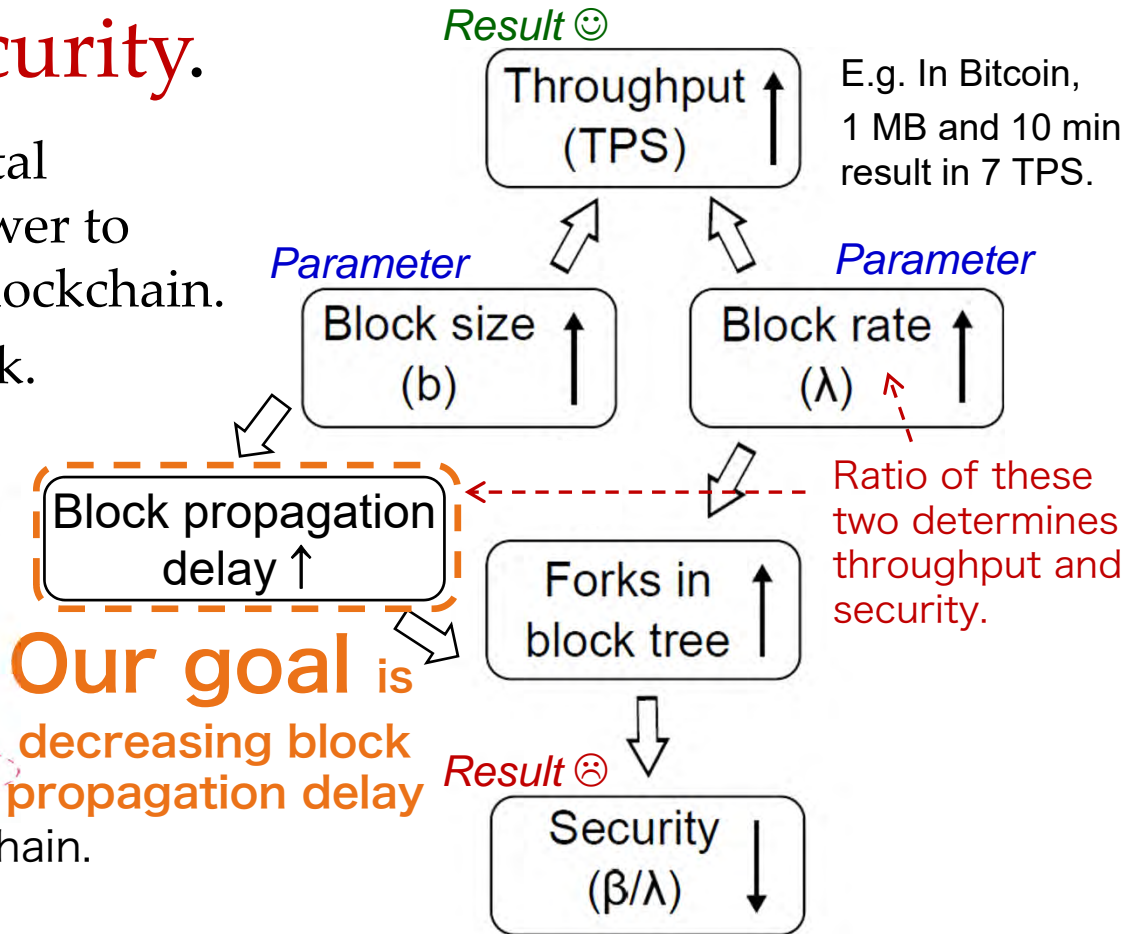 curity.
tal
wer to
lockchain.
k.
Result ☺
Throughput ↑
(TPS)
E.g. In Bitcoin,
1 MB and 10 min
result in 7 TPS.
Parameter
Block size ↑
(b)
Parameter
Block rate ↑
(λ)
Block propagation
delay ↑
Ratio of these
two determines
throughput and
security.
Forks in ↑
block tree
Our goal is
decreasing block
propagation delay
hain.
Result ☹
Security ↓
(β/λ)